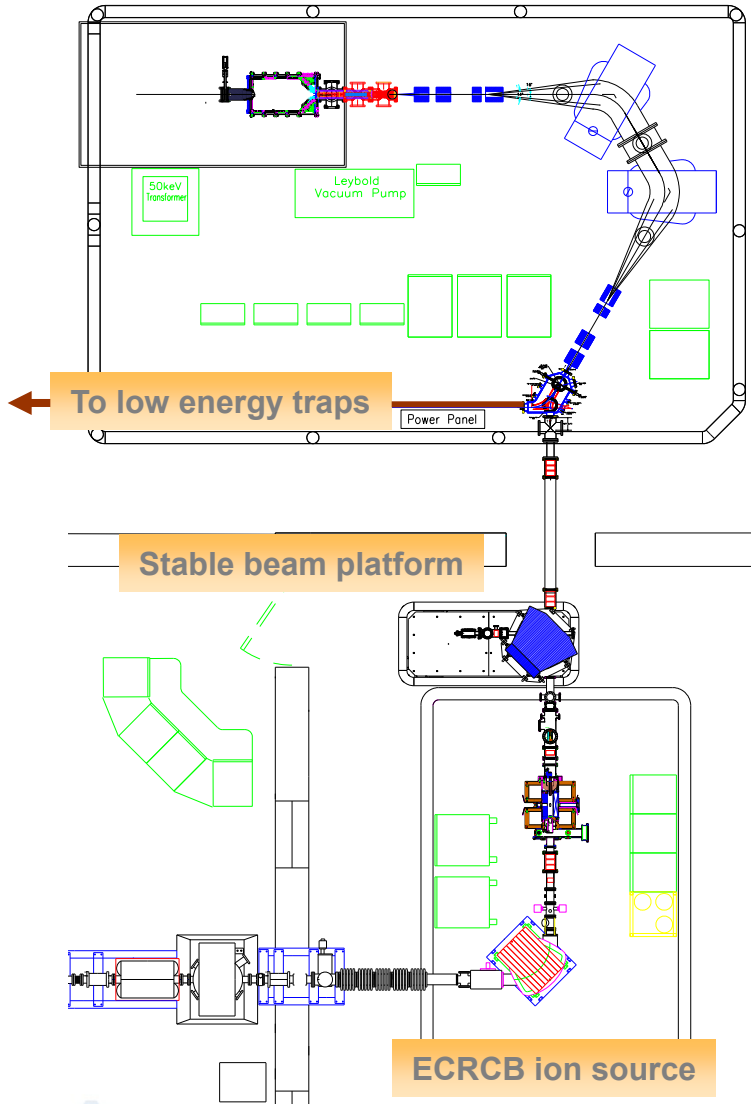 50keV
Transformer
Leybold
Vacuum Pump
To low energy traps
Power Panel
Stable beam platform
ECRCB ion source